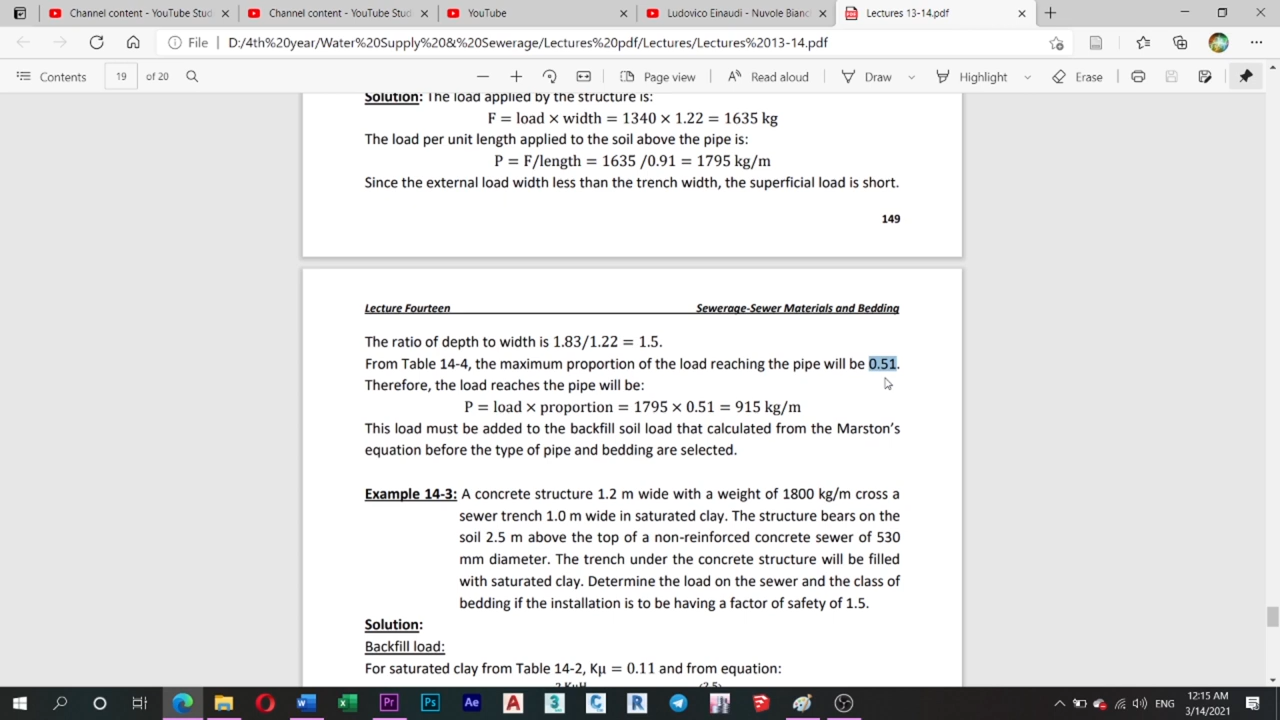 Channel content - YouTube Stud
Channel content - YouTube Stud
YouTube
Ludovico Einaudi - Nuvole Bianc
Lectures 13-14.pdf
File
D:/4th%20year/Water%20Supply%20&%20Sewerage/Lectures%20pdf/Lectures/Lectures%2013-14.pdf
Contents
19
of 20
Page view
Read aloud
Draw
Highlight
Erase
Solution: The load applied by the structure is:
F = load × width = 1340 × 1.22 = 1635 kg
The load per unit length applied to the soil above the pipe is:
P = F/length = 1635 /0.91 = 1795 kg/m
Since the external load width less than the trench width, the superficial load is short.
149
Lecture Fourteen
Sewerage-Sewer Materials and Bedding
The ratio of depth to width is 1.83/1.22 = 1.5.
From Table 14-4, the maximum proportion of the load reaching the pipe will be 0.51.
Therefore, the load reaches the pipe will be:
P = load × proportion = 1795 × 0.51 = 915 kg/m
This load must be added to the backfill soil load that calculated from the Marston's
equation before the type of pipe and bedding are selected.
Example 14-3: A concrete structure 1.2 m wide with a weight of 1800 kg/m cross a
sewer trench 1.0 m wide in saturated clay. The structure bears on the
soil 2.5 m above the top of a non-reinforced concrete sewer of 530
mm diameter. The trench under the concrete structure will be filled
with saturated clay. Determine the load on the sewer and the class of
bedding if the installation is to be having a factor of safety of 1.5.
Solution:
Backfill load:
For saturated clay from Table 14-2, Kμ = 0.11 and from equation:
ENG
12:15 AM
3/14/2021